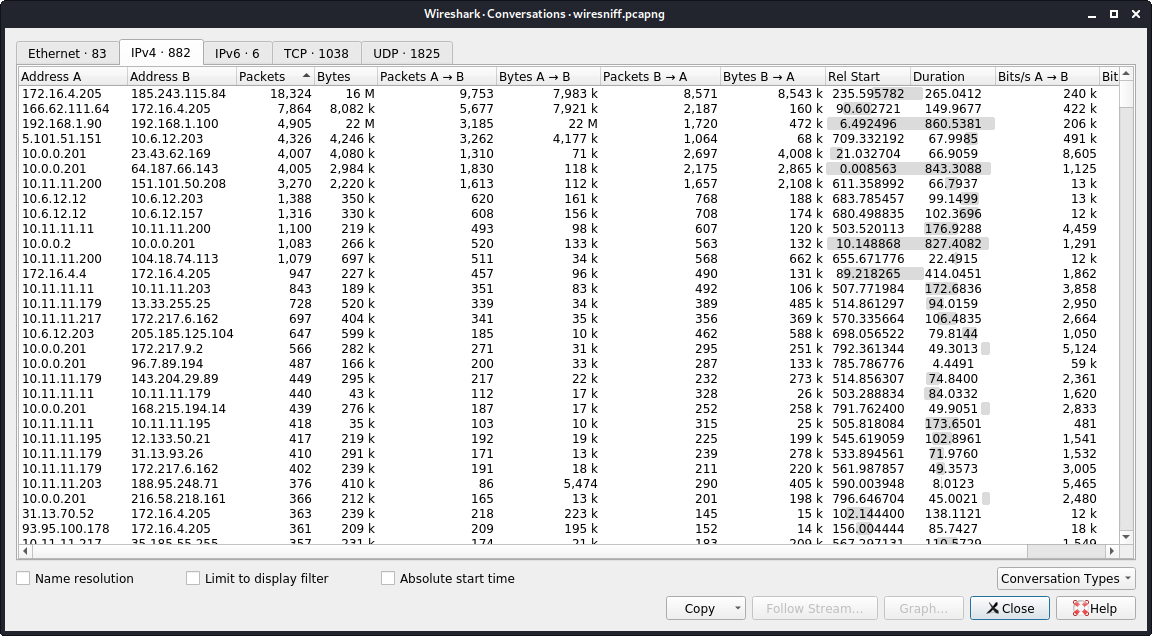 Wireshark · Conversations · wiresniff.pcapng
Ethernet · 83 IPv4 · 882 IPv6 · 6 TCP · 1038 UDP · 1825
Address A Address B Packets Bytes Packets A → B Bytes A → B Packets B → A Bytes B → A Rel Start Duration Bits/s A → B Bit
172.16.4.205 185.243.115.84 18,324 16 M 9,753 7,983 k 8,571 8,543 k 235.595782 265.0412 240 k
166.62.111.64 172.16.4.205 7,864 8,082 k 5,677 7,921 k 2,187 160 k 90.602721 149.9677 422 k
192.168.1.90 192.168.1.100 4,905 22 M 3,185 22 M 1,720 472 k 6.492496 860.5381 206 k
5.101.51.151 10.6.12.203 4,326 4,246 k 3,262 4,177 k 1,064 68 k 709.332192 67.9985 491 k
10.0.0.201 23.43.62.169 4,007 4,080 k 1,310 71 k 2,697 4,008 k 21.032704 66.9059 8,605
10.0.0.201 64.187.66.143 4,005 2,984 k 1,830 118 k 2,175 2,865 k 0.008563 843.3088 1,125
10.11.11.200 151.101.50.208 3,270 2,220 k 1,613 112 k 1,657 2,108 k 611.358992 66.7937 13 k
10.6.12.12 10.6.12.203 1,388 350 k 620 161 k 768 188 k 683.785457 99.1499 13 k
10.6.12.12 10.6.12.157 1,316 330 k 608 156 k 708 174 k 680.498835 102.3696 12 k
10.11.11.11 10.11.11.200 1,100 219 k 493 98 k 607 120 k 503.520113 176.9288 4,459
10.0.0.2 10.0.0.201 1,083 266 k 520 133 k 563 132 k 10.148868 827.4082 1,291
10.11.11.200 104.18.74.113 1,079 697 k 511 34 k 568 662 k 655.671776 22.4915 12 k
172.16.4.4 172.16.4.205 947 227 k 457 96 k 490 131 k 89.218265 414.0451 1,862
10.11.11.11 10.11.11.203 843 189 k 351 83 k 492 106 k 507.771984 172.6836 3,858
10.11.11.179 13.33.255.25 728 520 k 339 34 k 389 485 k 514.861297 94.0159 2,950
10.11.11.217 172.217.6.162 697 404 k 341 35 k 356 369 k 570.335664 106.4835 2,664
10.6.12.203 205.185.125.104 647 599 k 185 10 k 462 588 k 698.056522 79.8144 1,050
10.0.0.201 172.217.9.2 566 282 k 271 31 k 295 251 k 792.361344 49.3013 5,124
10.0.0.201 96.7.89.194 487 166 k 200 33 k 287 133 k 785.786776 4.4491 59 k
10.11.11.179 143.204.29.89 449 295 k 217 22 k 232 273 k 514.856307 74.8400 2,361
10.11.11.11 10.11.11.179 440 43 k 112 17 k 328 26 k 503.288834 84.0332 1,620
10.0.0.201 168.215.194.14 439 276 k 187 17 k 252 258 k 791.762400 49.9051 2,833
10.11.11.11 10.11.11.195 418 35 k 103 10 k 315 25 k 505.818084 173.6501 481
10.11.11.195 12.133.50.21 417 219 k 192 19 k 225 199 k 545.619059 102.8961 1,541
10.11.11.179 31.13.93.26 410 291 k 171 13 k 239 278 k 533.894561 71.9760 1,532
10.11.11.179 172.217.6.162 402 239 k 191 18 k 211 220 k 561.987857 49.3573 3,005
10.11.11.203 188.95.248.71 376 410 k 86 5,474 290 405 k 590.003948 8.0123 5,465
10.0.0.201 216.58.218.161 366 212 k 165 13 k 201 198 k 796.646704 45.0021 2,480
31.13.70.52 172.16.4.205 363 239 k 218 223 k 145 15 k 102.144400 138.1121 12 k
93.95.100.178 172.16.4.205 361 209 k 209 195 k 152 14 k 156.004444 85.7427 18 k
10.11.11.217 35.185.55.255 357 231 k 174 21 k 183 209 k 567.297131 110.5729 1,549
Name resolution Limit to display filter Absolute start time Conversation Types
Copy Follow Stream... Graph... Close Help